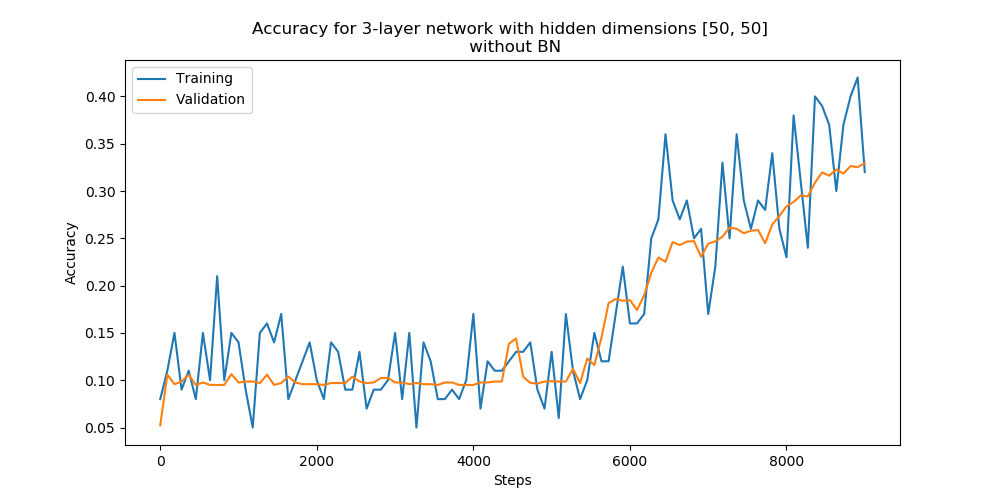 Accuracy for 3-layer network with hidden dimensions [50, 50]
without BN
Training
Validation
0.40
0.35
0.30
0.25
0.20
0.15
0.10
0.05
Accuracy
0 2000 4000 6000 8000
Steps